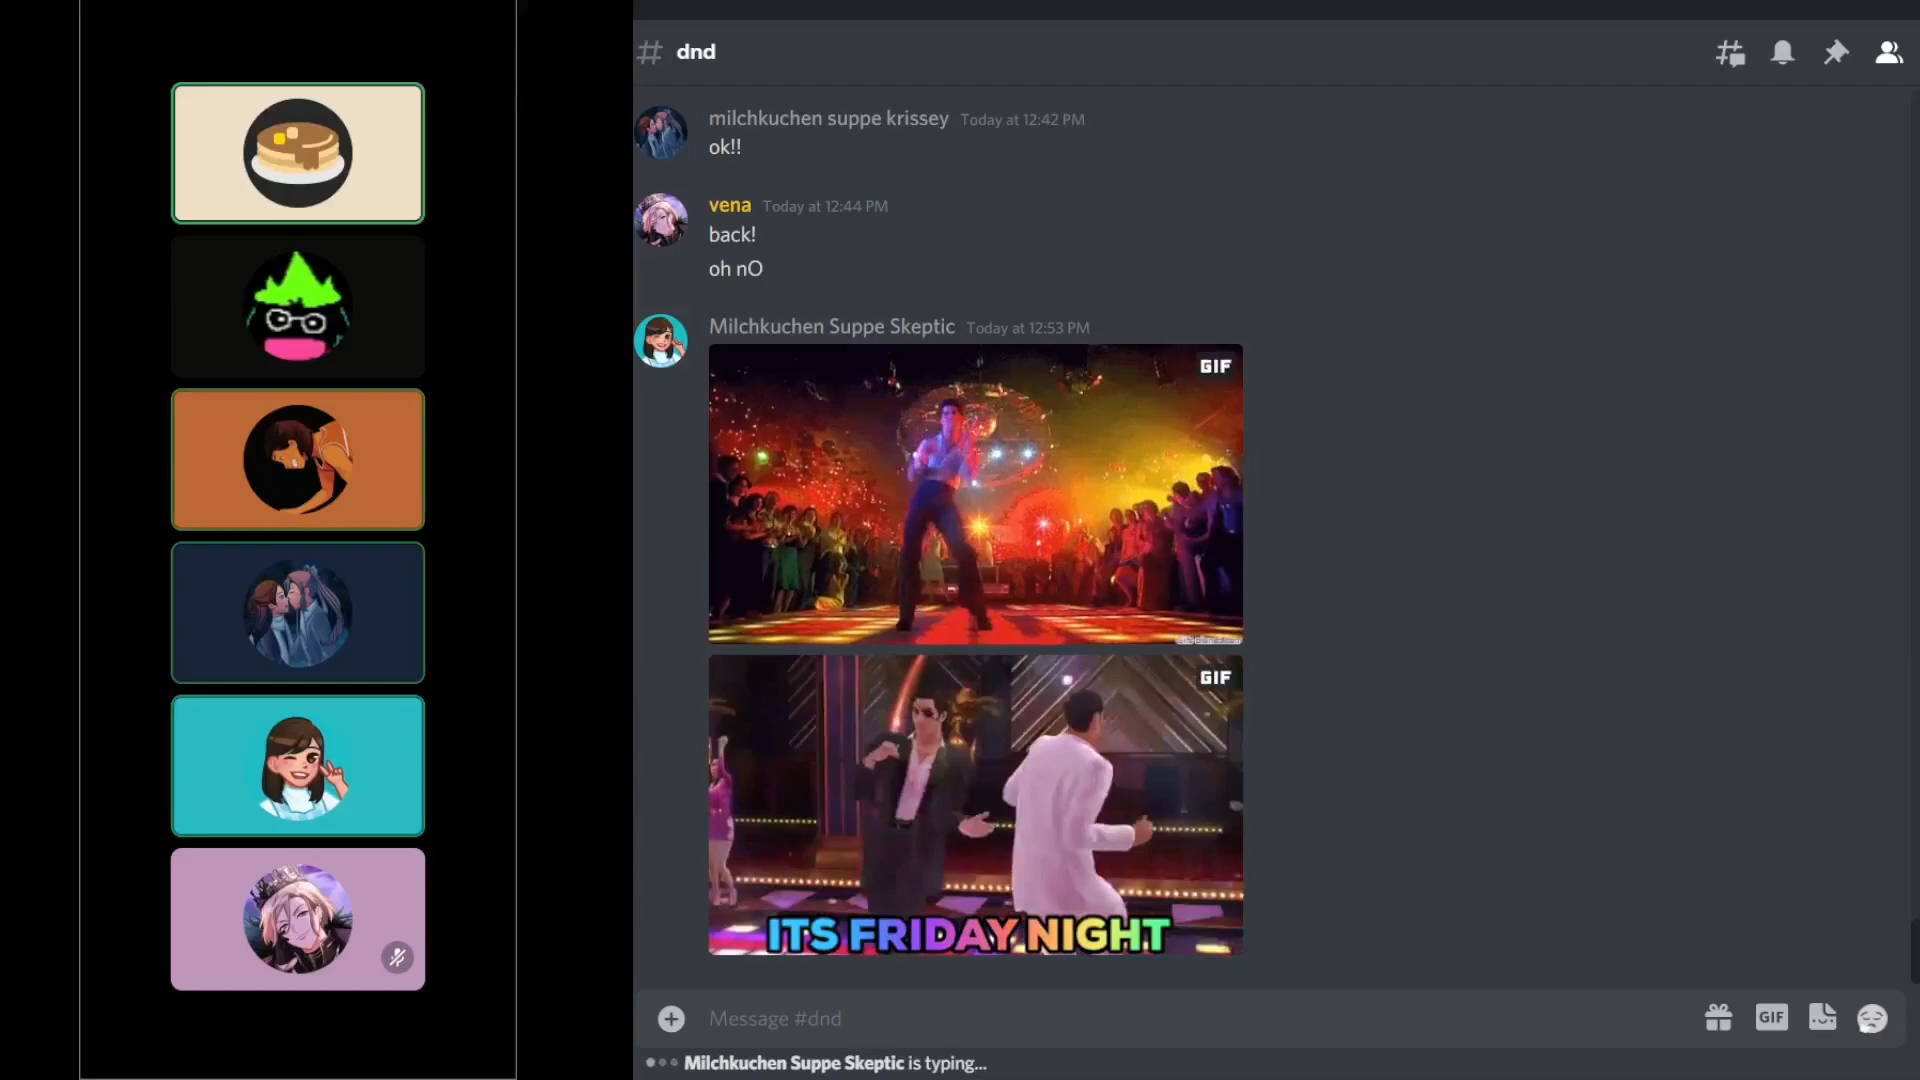 dnd
milchkuchen suppe krissey Today at 12:42 PM
ok!!
vena Today at 12:44 PM
back!
oh nO
Milchkuchen Suppe Skeptic Today at 12:53 PM
GIF
GIF
ITS FRIDAY NIGHT
Message #dnd
GIF
Milchkuchen Suppe Skeptic is typing...